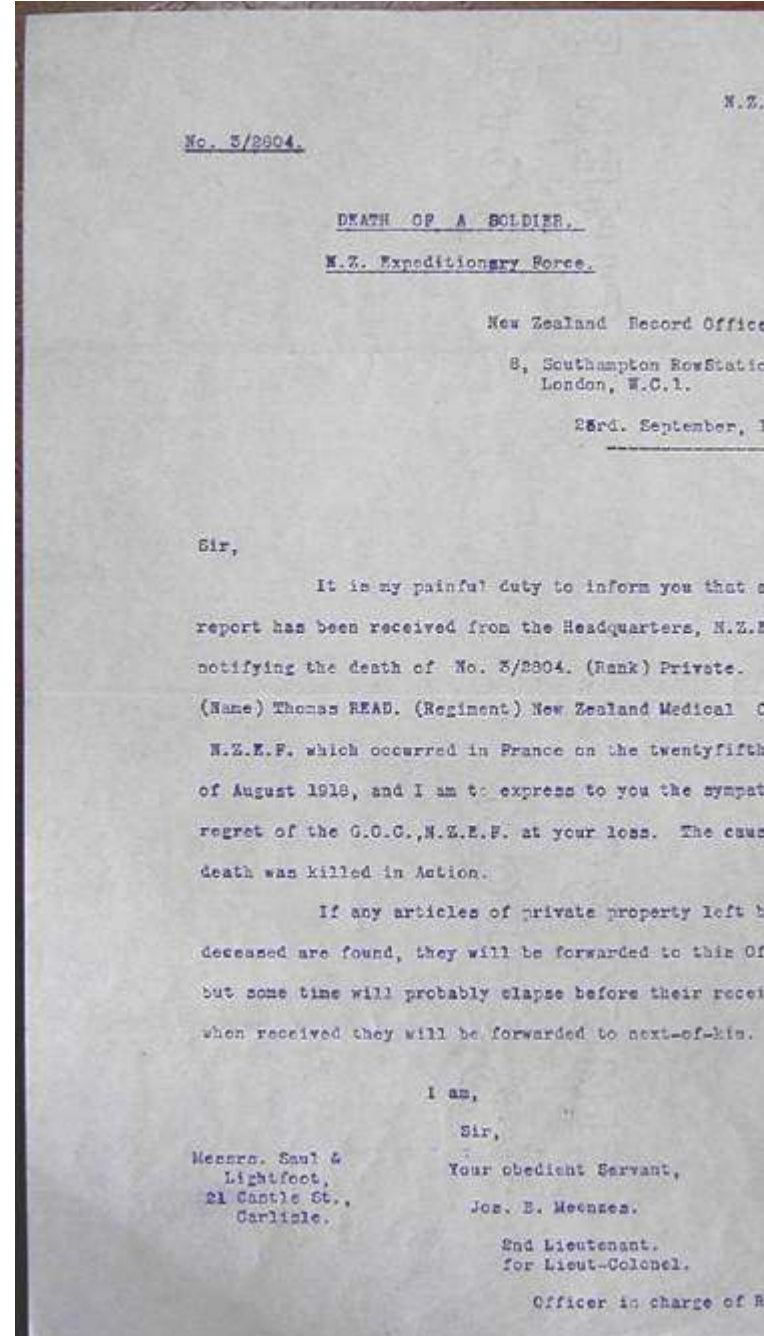 N.Z.
No. 3/2804.
DEATH OF A SOLDIER.
N.Z. Expeditionary Force.
New Zealand Record Office
8, Southampton RowStatio
London, W.C.1.
23rd. September, 1
Sir,
It is my painful duty to inform you that a
report has been received from the Headquarters, N.Z.E
notifying the death of No. 3/2804. (Rank) Private.
(Name) Thomas READ. (Regiment) New Zealand Medical C
N.Z.E.F. which occurred in France on the twentyfifth
of August 1918, and I am to express to you the sympat
regret of the G.O.C.,N.Z.E.F. at your loss. The caus
death was killed in Action.
If any articles of private property left b
deceased are found, they will be forwarded to this Of
but some time will probably elapse before their recei
when received they will be forwarded to next-of-kin.
I am,
Sir,
Messrs. Saul &
Lightfoot,
21 Castle St.,
Carlisle.
Your obedient Servant,
Jos. B.
2nd Lieutenant.
for Lieut-Colonel.
Officer in charge of R